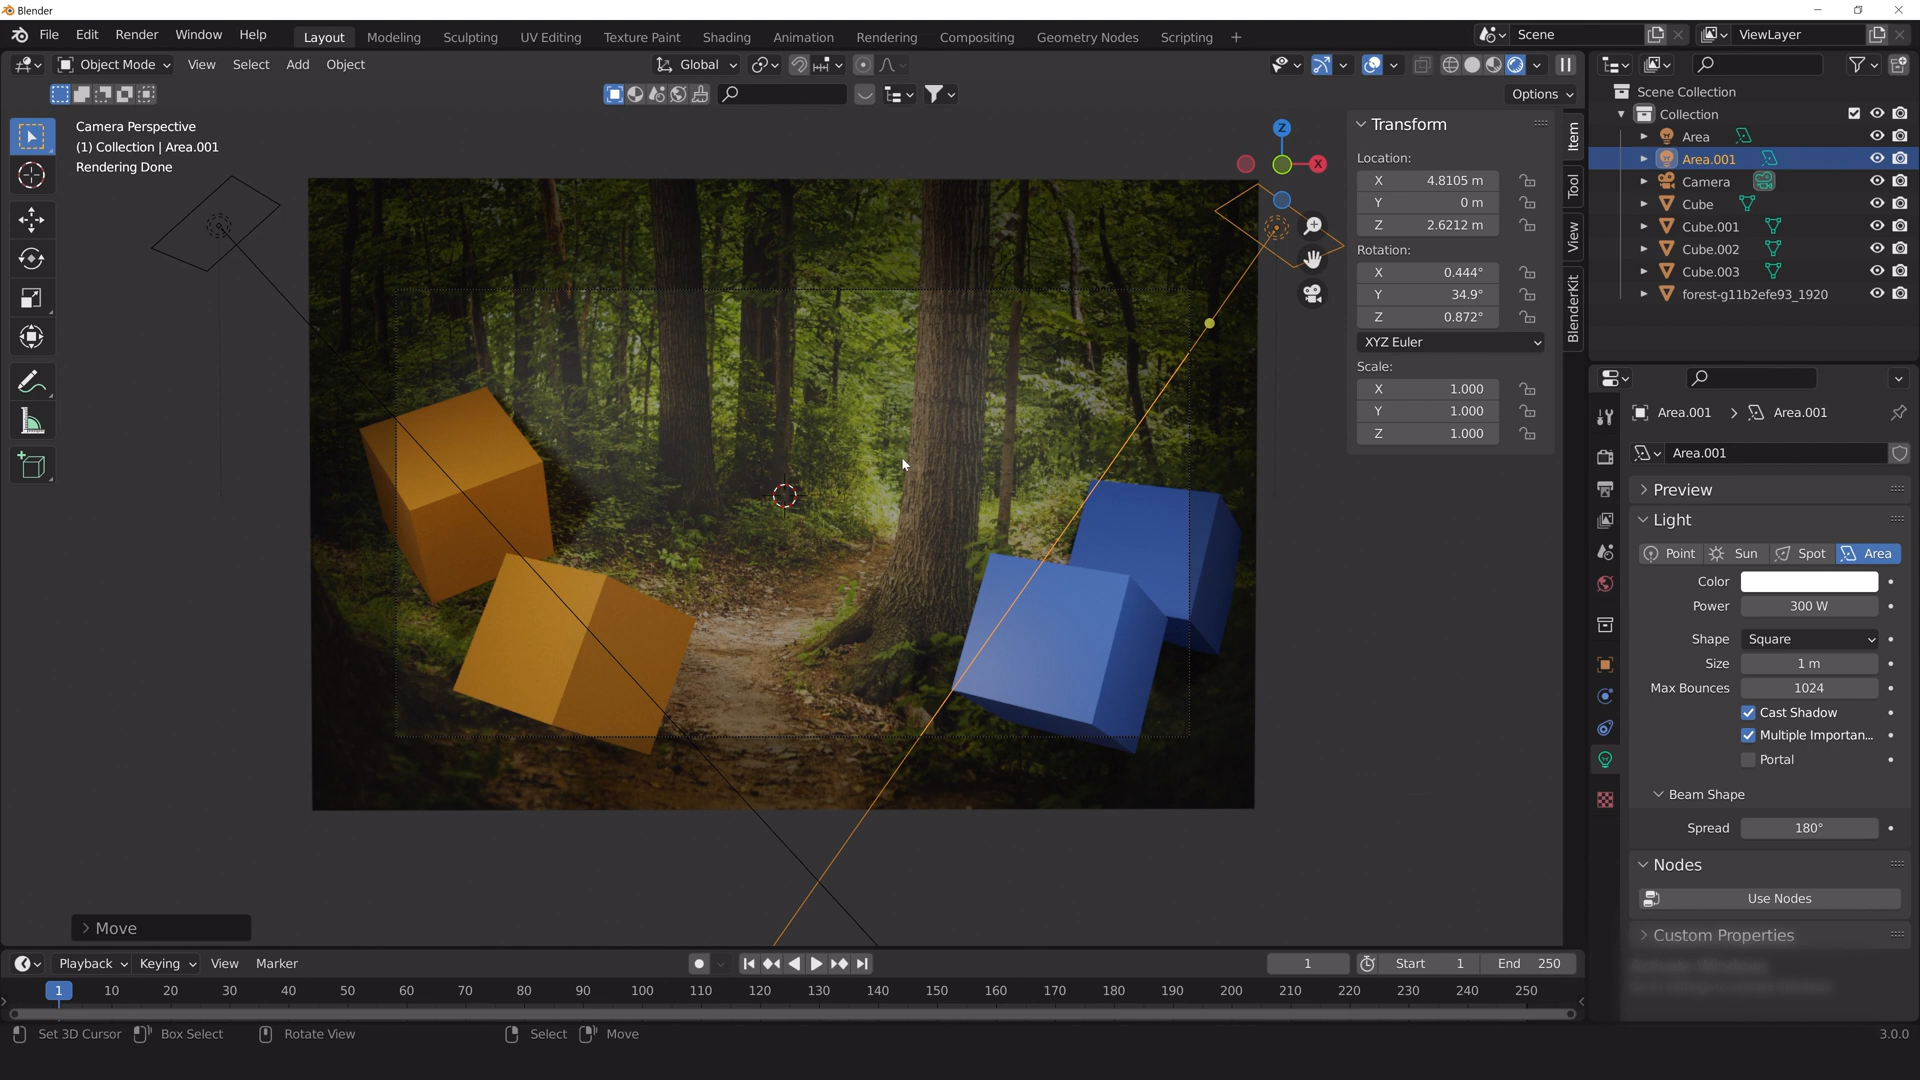 Blender
File Edit Render Window Help
Layout Modeling Sculpting UV Editing Texture Paint Shading Animation Rendering Compositing Geometry Nodes Scripting +
Scene
ViewLayer
Object Mode View Select Add Object
Global
Options
Camera Perspective
(1) Collection | Area.001
Rendering Done
Z
X
Transform
Location:
X 4.8105 m
Y 0 m
Z 2.6212 m
Rotation:
X 0.444°
Y 34.9°
Z 0.872°
XYZ Euler
Scale:
X 1.000
Y 1.000
Z 1.000
Item
Tool
View
BlenderKit
Scene Collection
Collection
Area
Area.001
Camera
Cube
Cube.001
Cube.002
Cube.003
forest-g11b2efe93_1920
Area.001 > Area.001
Area.001
Preview
Light
Point Sun Spot Area
Color
Power 300 W
Shape Square
Size 1 m
Max Bounces 1024
Cast Shadow
Multiple Importan...
Portal
Beam Shape
Spread 180°
Nodes
Use Nodes
Custom Properties
Move
Playback Keying View Marker
1 Start 1 End 250
1 10 20 30 40 50 60 70 80 90 100 110 120 130 140 150 160 170 180 190 200 210 220 230 240 250
Set 3D Cursor Box Select Rotate View Select Move
3.0.0